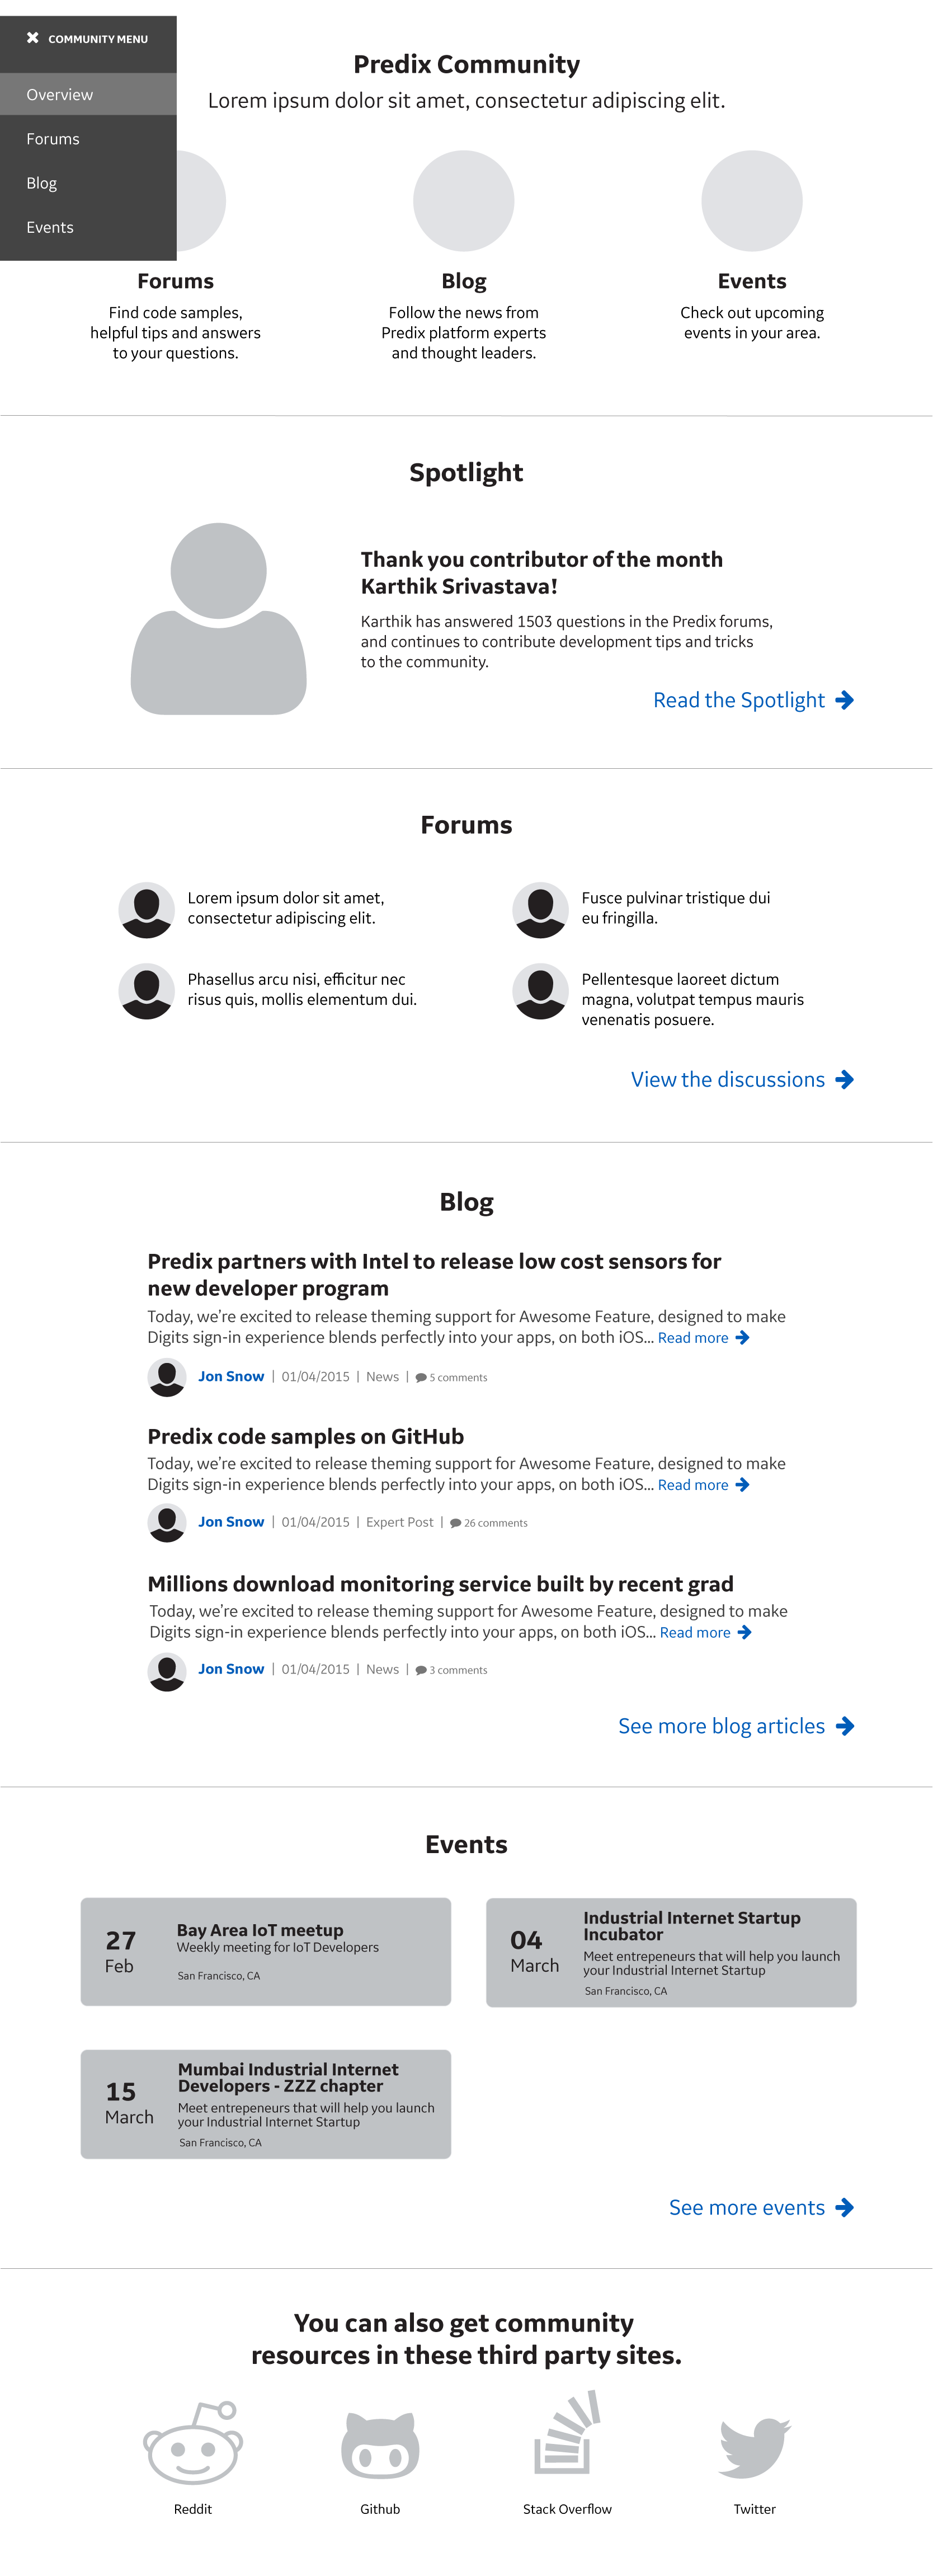 COMMUNITY MENU
Overview
Forums
Blog
Events
Predix Community
Lorem ipsum dolor sit amet, consectetur adipiscing elit.
Forums
Find code samples,
helpful tips and answers
to your questions.
Blog
Follow the news from
Predix platform experts
and thought leaders.
Events
Check out upcoming
events in your area.
Spotlight
Thank you contributor of the month
Karthik Srivastava!
Karthik has answered 1503 questions in the Predix forums,
and continues to contribute development tips and tricks
to the community.
Read the Spotlight
Forums
Lorem ipsum dolor sit amet,
consectetur adipiscing elit.
Fusce pulvinar tristique dui
eu fringilla.
Phasellus arcu nisi, efficitur nec
risus quis, mollis elementum dui.
Pellentesque laoreet dictum
magna, volutpat tempus mauris
venenatis posuere.
View the discussions
Blog
Predix partners with Intel to release low cost sensors for
new developer program
Today, we’re excited to release theming support for Awesome Feature, designed to make
Digits sign-in experience blends perfectly into your apps, on both iOS... Read more
Jon Snow | 01/04/2015 | News | 5 comments
Predix code samples on GitHub
Today, we’re excited to release theming support for Awesome Feature, designed to make
Digits sign-in experience blends perfectly into your apps, on both iOS... Read more
Jon Snow | 01/04/2015 | Expert Post | 26 comments
Millions download monitoring service built by recent grad
Today, we’re excited to release theming support for Awesome Feature, designed to make
Digits sign-in experience blends perfectly into your apps, on both iOS... Read more
Jon Snow | 01/04/2015 | News | 3 comments
See more blog articles
Events
27
Feb
Bay Area IoT meetup
Weekly meeting for IoT Developers
San Francisco, CA
04
March
Industrial Internet Startup
Incubator
Meet entrepeneurs that will help you launch
your Industrial Internet Startup
San Francisco, CA
15
March
Mumbai Industrial Internet
Developers - ZZZ chapter
Meet entrepeneurs that will help you launch
your Industrial Internet Startup
San Francisco, CA
See more events
You can also get community
resources in these third party sites.
Reddit
Github
Stack Overflow
Twitter